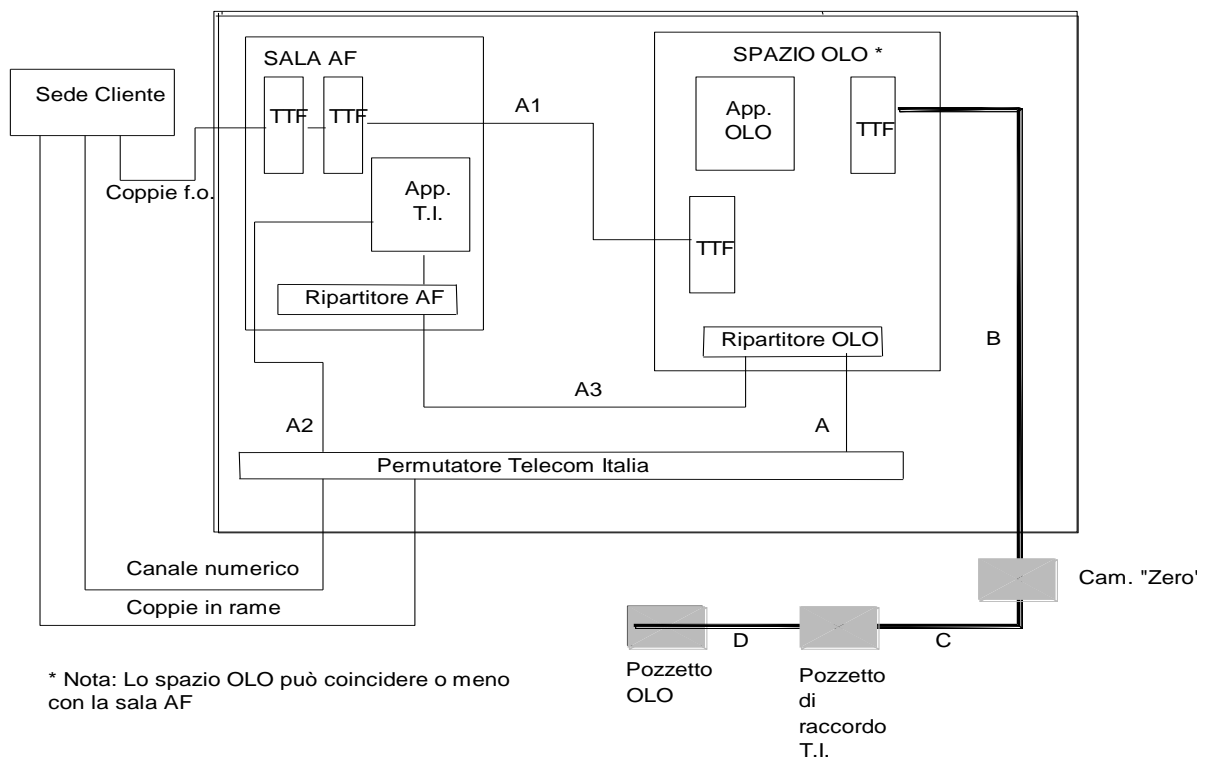 SALA AF
SPAZIO OLO *
Sede Cliente
TTF
TTF
A1
App.
OLO
TTF
Coppie f.o.
App.
T.I.
TTF
Ripartitore AF
Ripartitore OLO
B
A3
A2
A
Permutatore Telecom Italia
Canale numerico
Cam. "Zero'
Coppie in rame
D
C
Pozzetto
OLO
Pozzetto
di
raccordo
T.I.
* Nota: Lo spazio OLO può coincidere o meno
con la sala AF